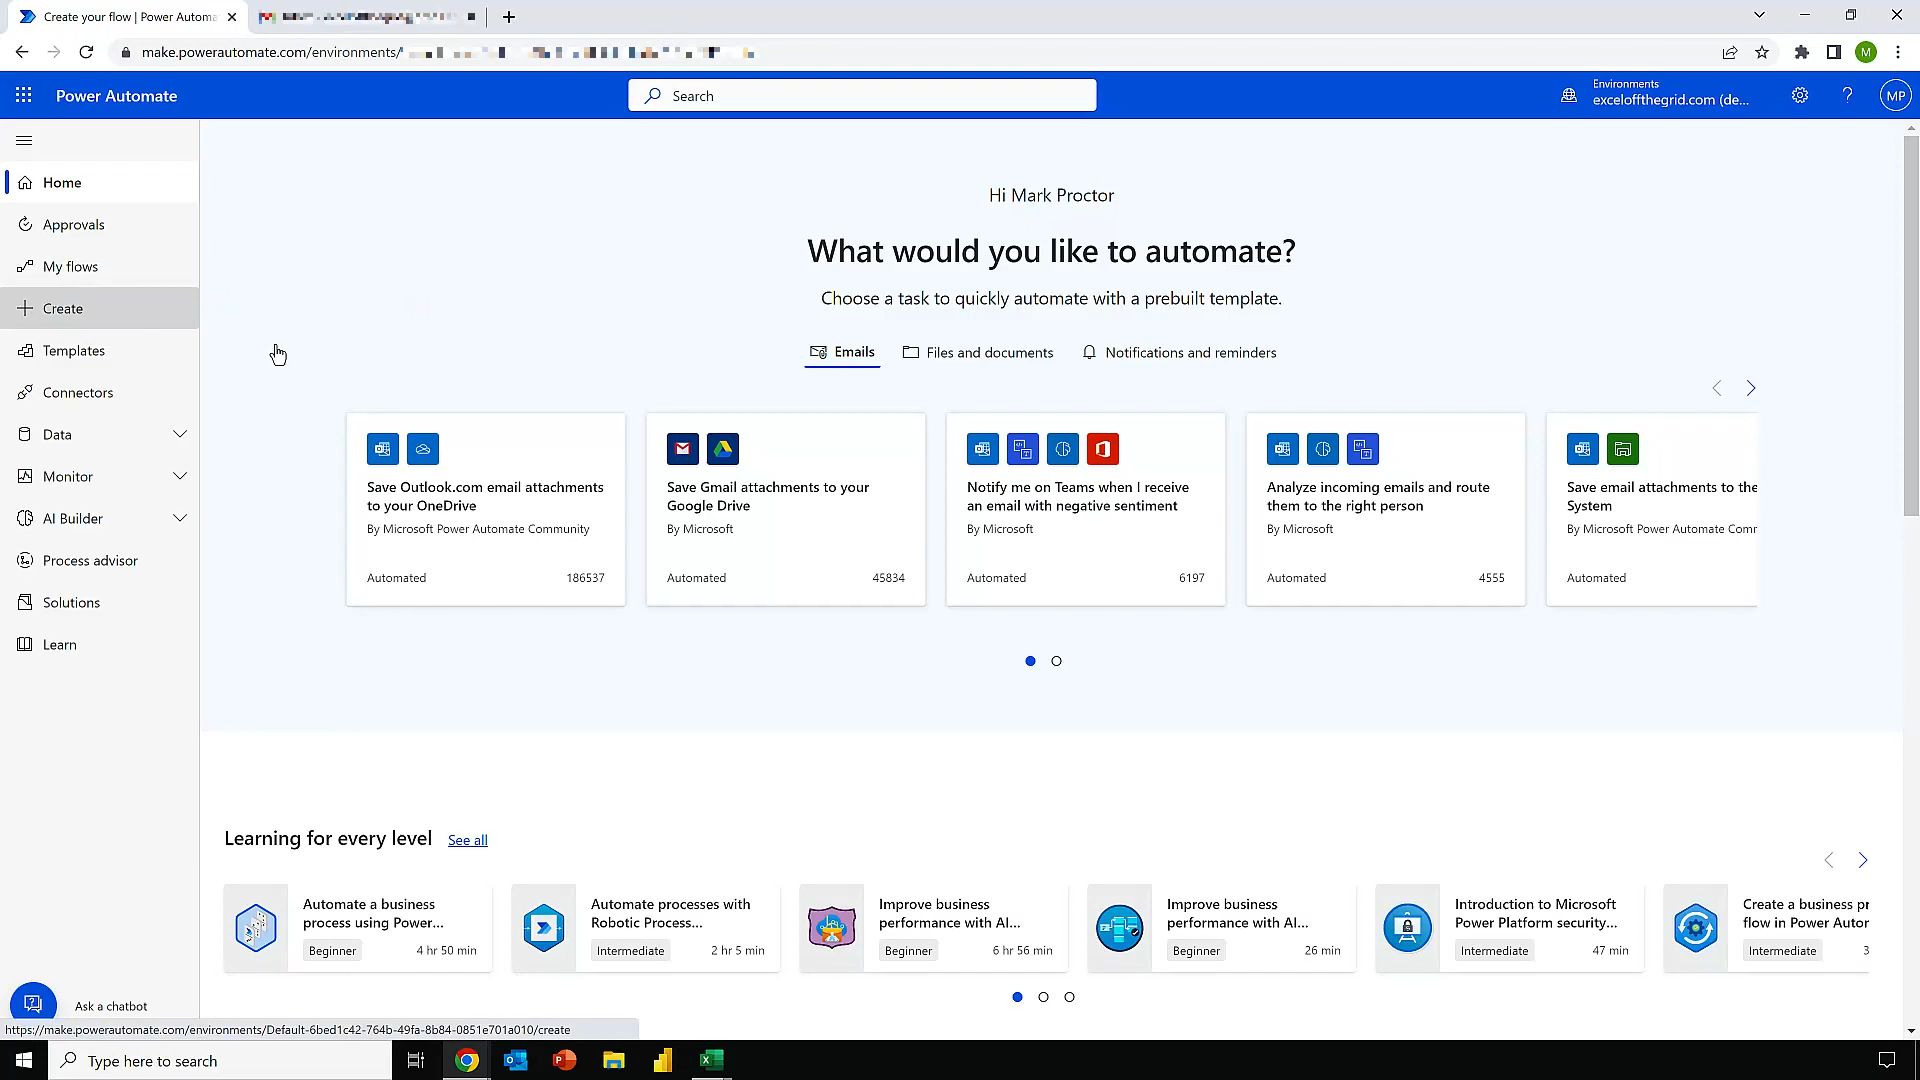 Create your flow | Power Automa
make.powerautomate.com/environments/
M
Power Automate
Search
Environments
exceloffthegrid.com (de...
?
MP
Home
Approvals
My flows
Create
Templates
Connectors
Data
Monitor
AI Builder
Process advisor
Solutions
Learn
Ask a chatbot
Hi Mark Proctor
What would you like to automate?
Choose a task to quickly automate with a prebuilt template.
Emails
Files and documents
Notifications and reminders
Save Outlook.com email attachments
to your OneDrive
By Microsoft Power Automate Community
Automated 186537
Save Gmail attachments to your
Google Drive
By Microsoft
Automated 45834
Notify me on Teams when I receive
an email with negative sentiment
By Microsoft
Automated 6197
Analyze incoming emails and route
them to the right person
By Microsoft
Automated 4555
Save email attachments to the
System
By Microsoft Power Automate Comm
Automated
Learning for every level See all
Automate a business
process using Power...
Beginner 4 hr 50 min
Automate processes with
Robotic Process...
Intermediate 2 hr 5 min
Improve business
performance with AI...
Beginner 6 hr 56 min
Improve business
performance with AI...
Beginner 26 min
Introduction to Microsoft
Power Platform security...
Intermediate 47 min
Create a business pr
flow in Power Autor
Intermediate 3
https://make.powerautomate.com/environments/Default-6bed1c42-764b-49fa-8b84-0851e701a010/create
Type here to search